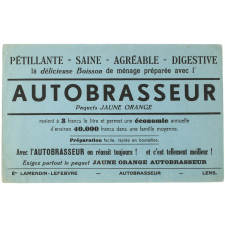 PÉTILLANTE - SAINE - AGRÉABLE - DIGESTIVE
la délicieuse Boisson de ménage préparée avec l'
AUTOBRASSEUR
Paquets JAUNE ORANGE
revient à 3 francs le litre et permet une économie annuelle
d'environ 40.000 francs dans une famille moyenne.
Préparation facile, rapide en bouteilles.
Avec l'AUTOBRASSEUR on réussit toujours ! et c'est tellement meilleur !
Exigez partout le paquet JAUNE ORANGE AUTOBRASSEUR
Ets LAMENDIN-LEFEBVRE - AUTOBRASSEUR - LENS.